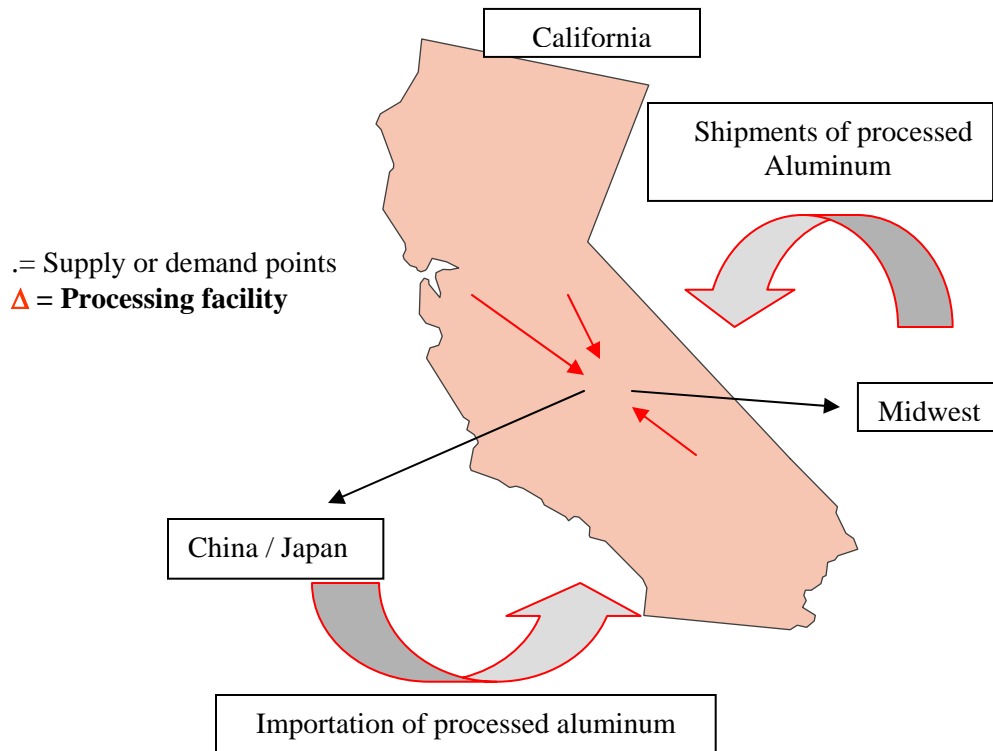 California
Shipments of processed
Aluminum
.= Supply or demand points
Δ = Processing facility
Midwest
China / Japan
Importation of processed aluminum